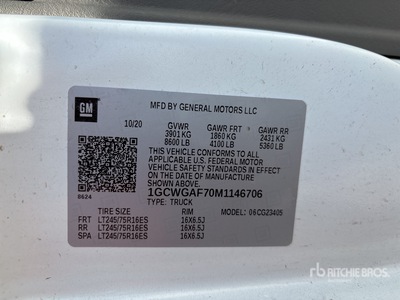 GM
MFD BY GENERAL MOTORS LLC
10/20 GVWR GAWR FRT GAWR RR
3901 KG 1860 KG 2431 KG
8600 LB 4100 LB 5360 LB
THIS VEHICLE CONFORMS TO ALL
APPLICABLE U.S. FEDERAL MOTOR
VEHICLE SAFETY STANDARDS IN EFFECT
ON THE DATE OF MANUFACTURE
SHOWN ABOVE.
1GCWGAF70M1146706
8624 TYPE: TRUCK
TIRE SIZE RIM MODEL: 06CG23405
FRT LT245/75R16ES 16X6.5J
RR LT245/75R16ES 16X6.5J
SPA LT245/75R16ES 16X6.5J
rb RITCHIE BROS.